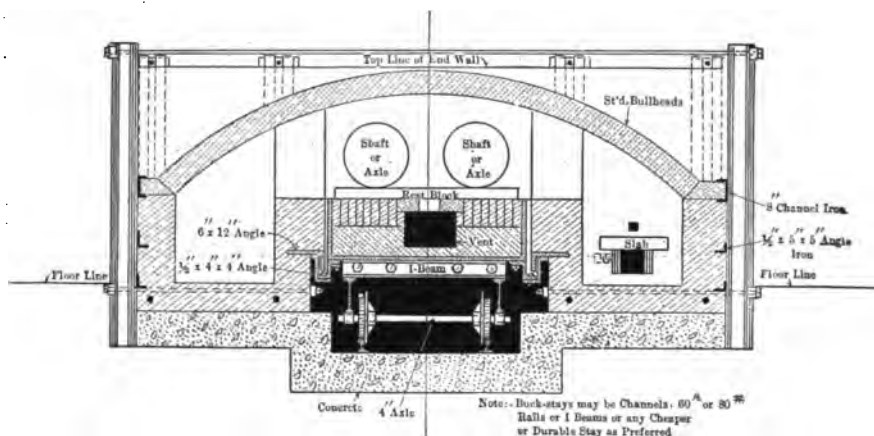 Top Line of End Wall
St'd. Bullheads
Shaft
or
Axle
Shaft
or
Axle
Rest Block
8" Channel Iron
6" x 12" Angle
Vent
Slab
½" x 5" x 5" Angle
Iron
½" x 4" x 4" Angle
Floor Line
I-Beam
Floor Line
Concrete
4" Axle
Note:- Buck-stays may be Channels, 60# or 80#
Rails or I Beams or any Cheaper
or Durable Stay as Preferred